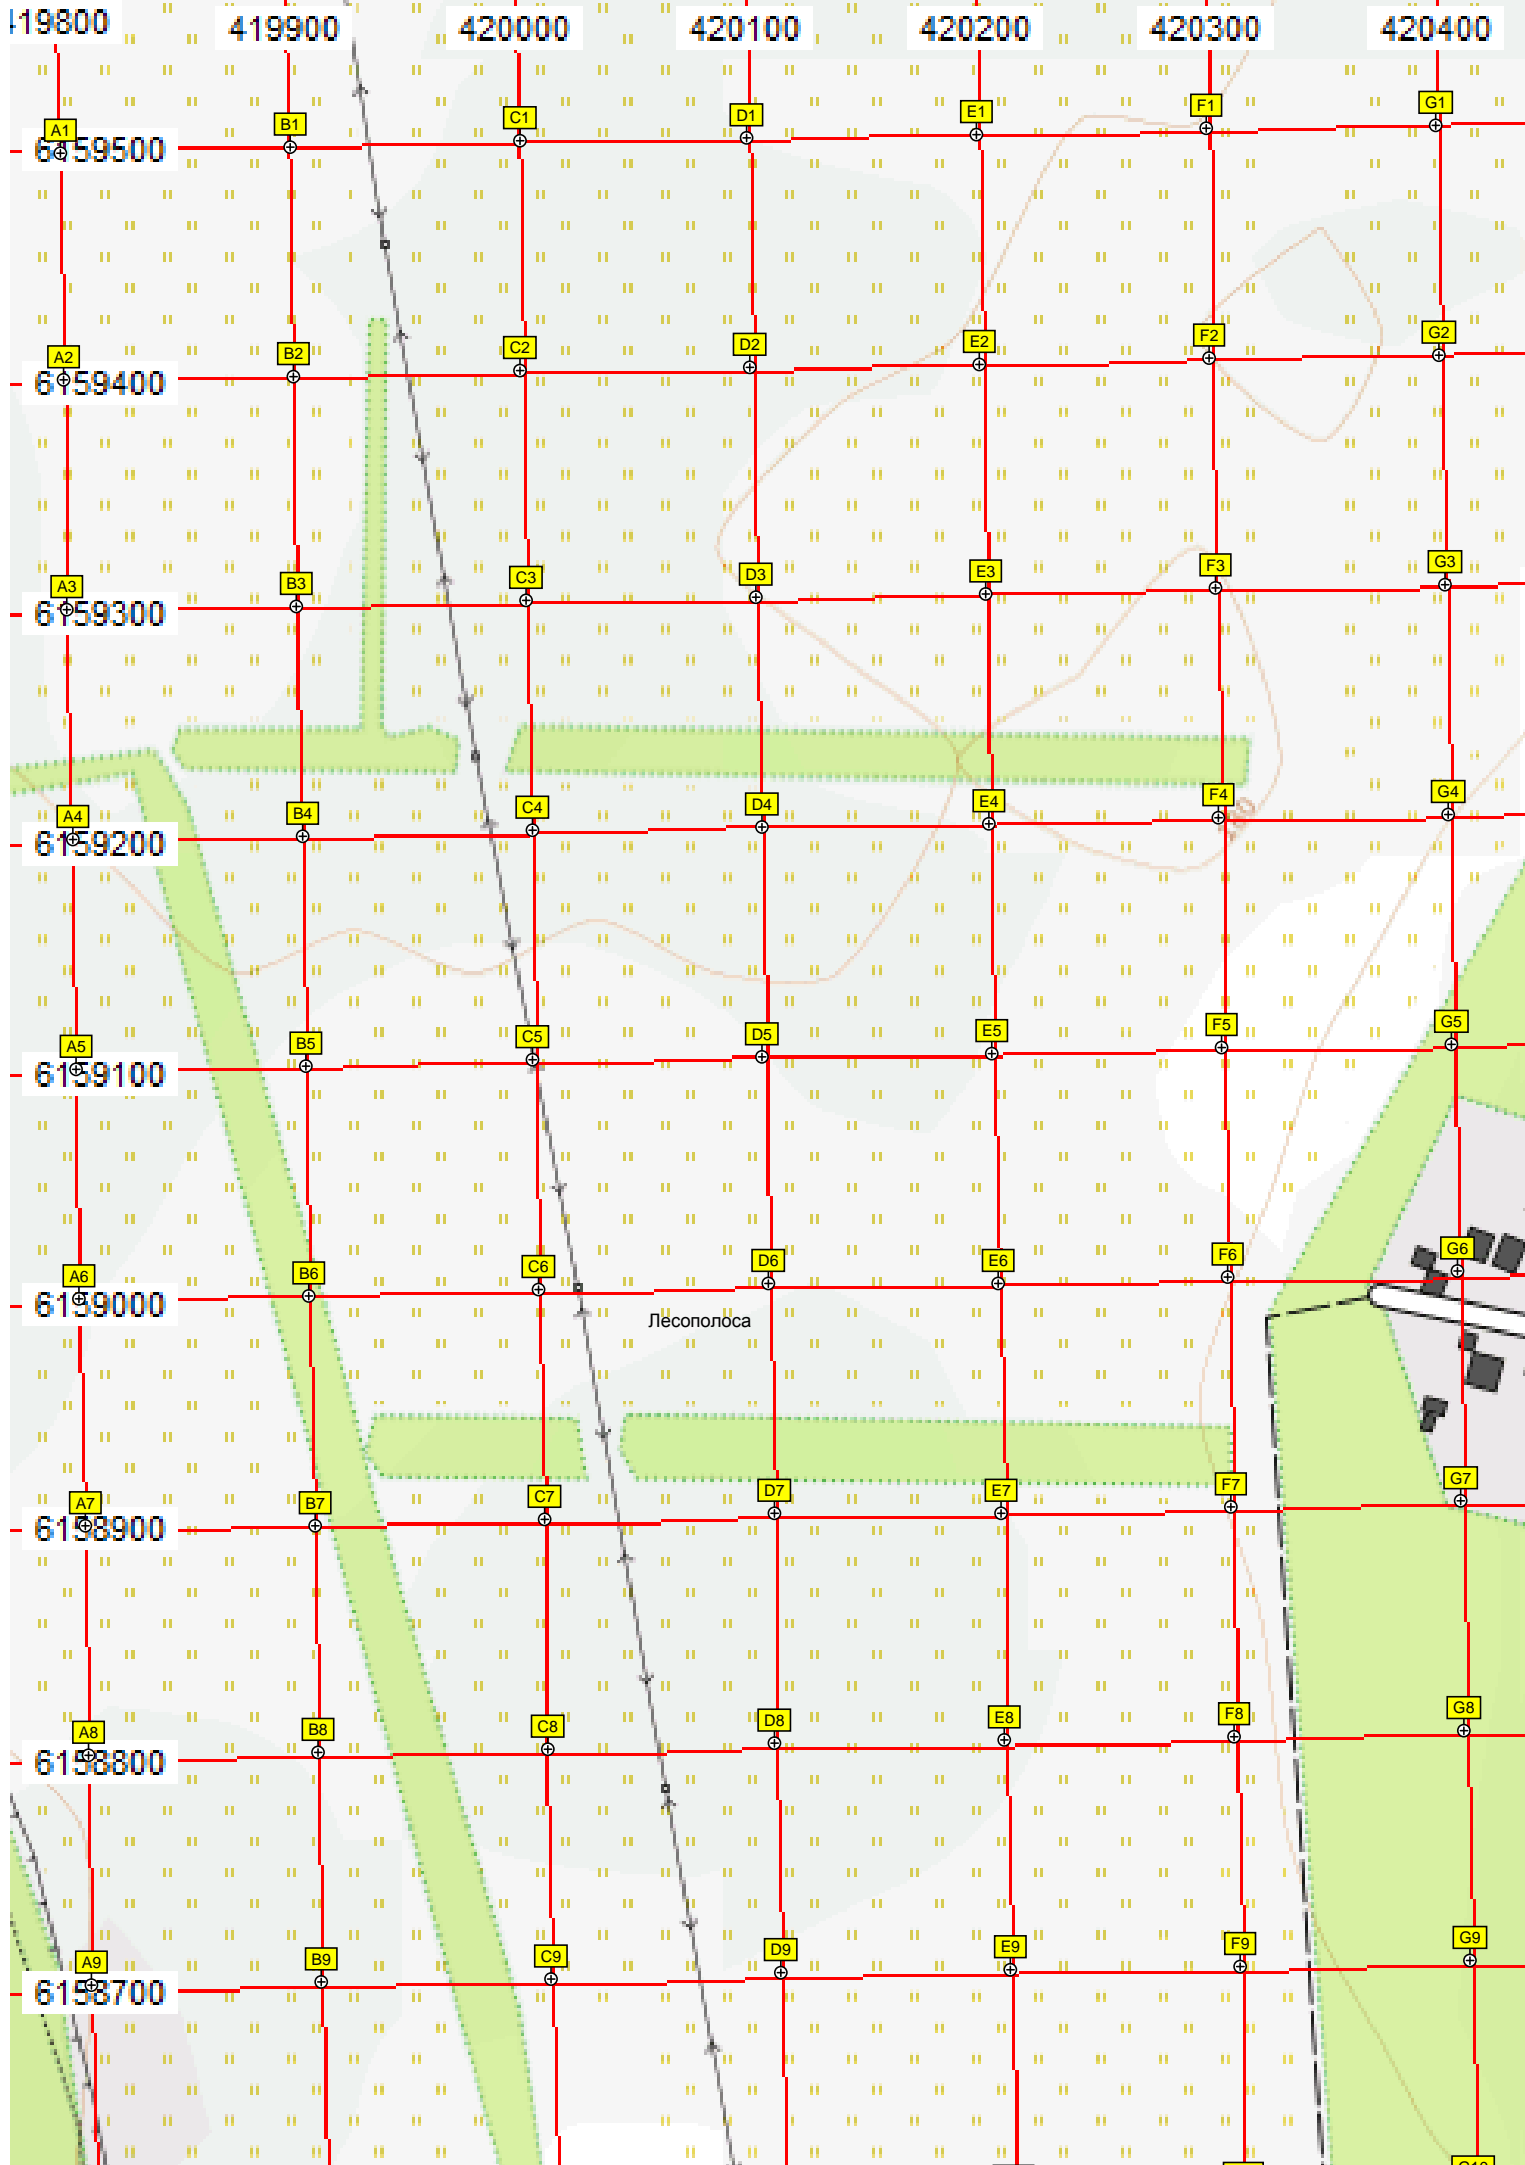 419800 419900 420000 420100 420200 420300 420400
A1 B1 C1 D1 E1 F1 G1
6159500
A2 B2 C2 D2 E2 F2 G2
6159400
A3 B3 C3 D3 E3 F3 G3
6159300
A4 B4 C4 D4 E4 F4 G4
6159200
A5 B5 C5 D5 E5 F5 G5
6159100
A6 B6 C6 D6 E6 F6 G6
6159000
Лесополоса
A7 B7 C7 D7 E7 F7 G7
6158900
A8 B8 C8 D8 E8 F8 G8
6158800
A9 B9 C9 D9 E9 F9 G9
6158700